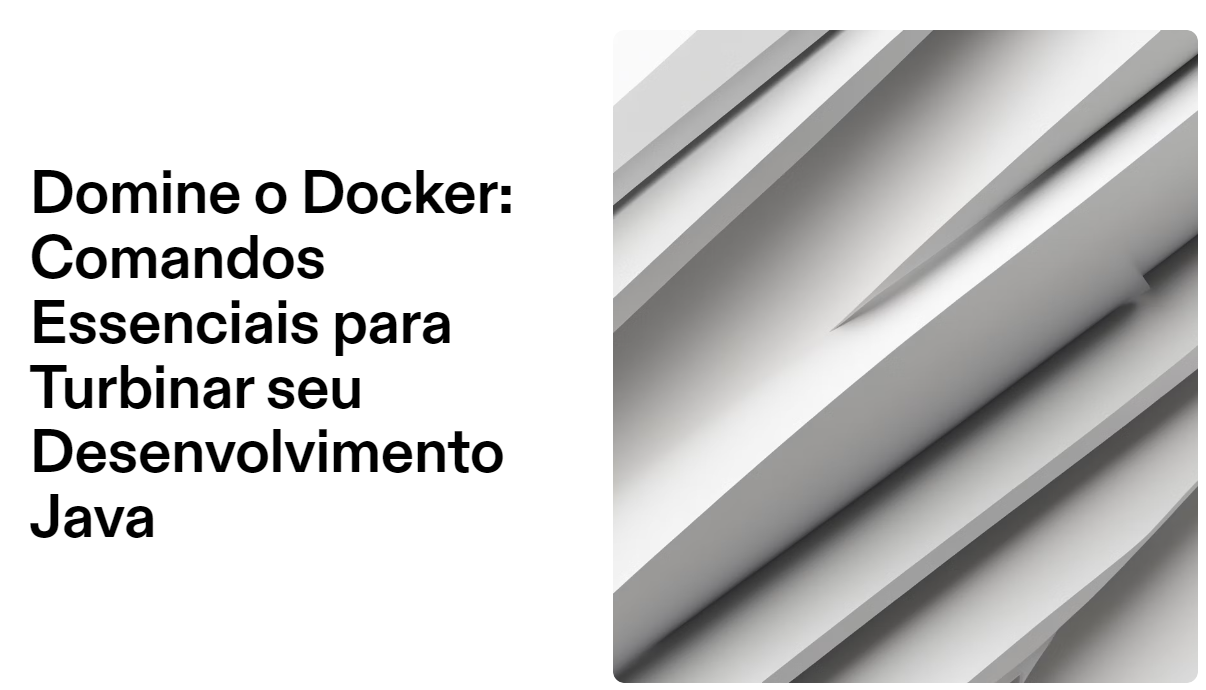 Domine o Docker:
Comandos
Essenciais para
Turbinar seu
Desenvolvimento
Java